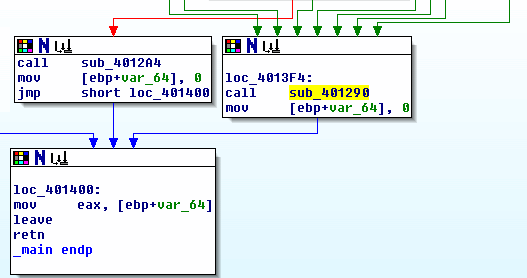 call    sub_4012A4
mov     [ebp+var_64], 0
jmp     short loc_401400
loc_4013F4:
call    sub_401290
mov     [ebp+var_64], 0
loc_401400:
mov     eax, [ebp+var_64]
leave
retn
_main endp